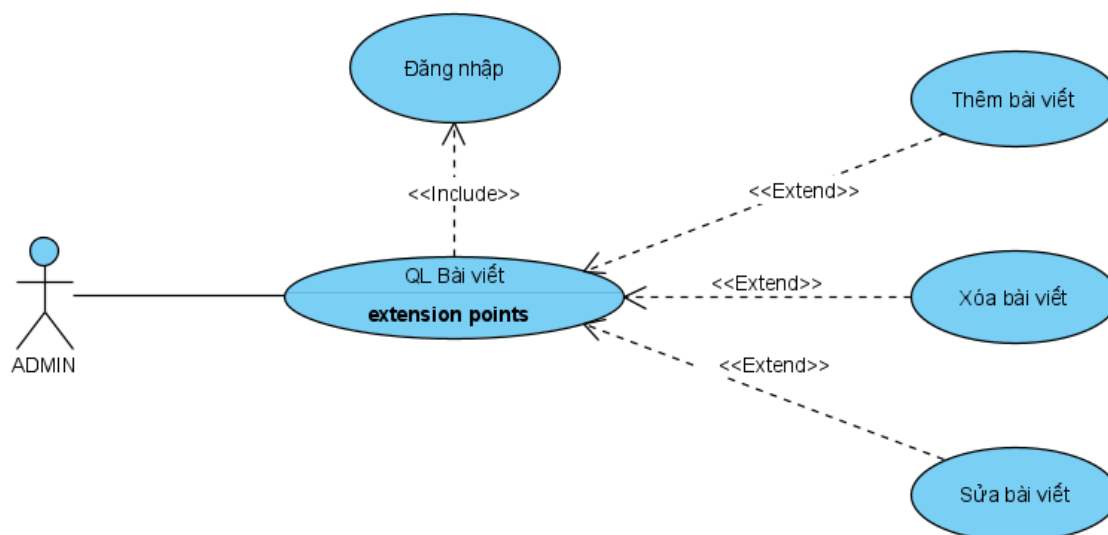 Đăng nhập
Thêm bài viết
<<Include>>
<<Extend>>
QL Bài viết
extension points
<<Extend>>
Xóa bài viết
ADMIN
<<Extend>>
Sửa bài viết